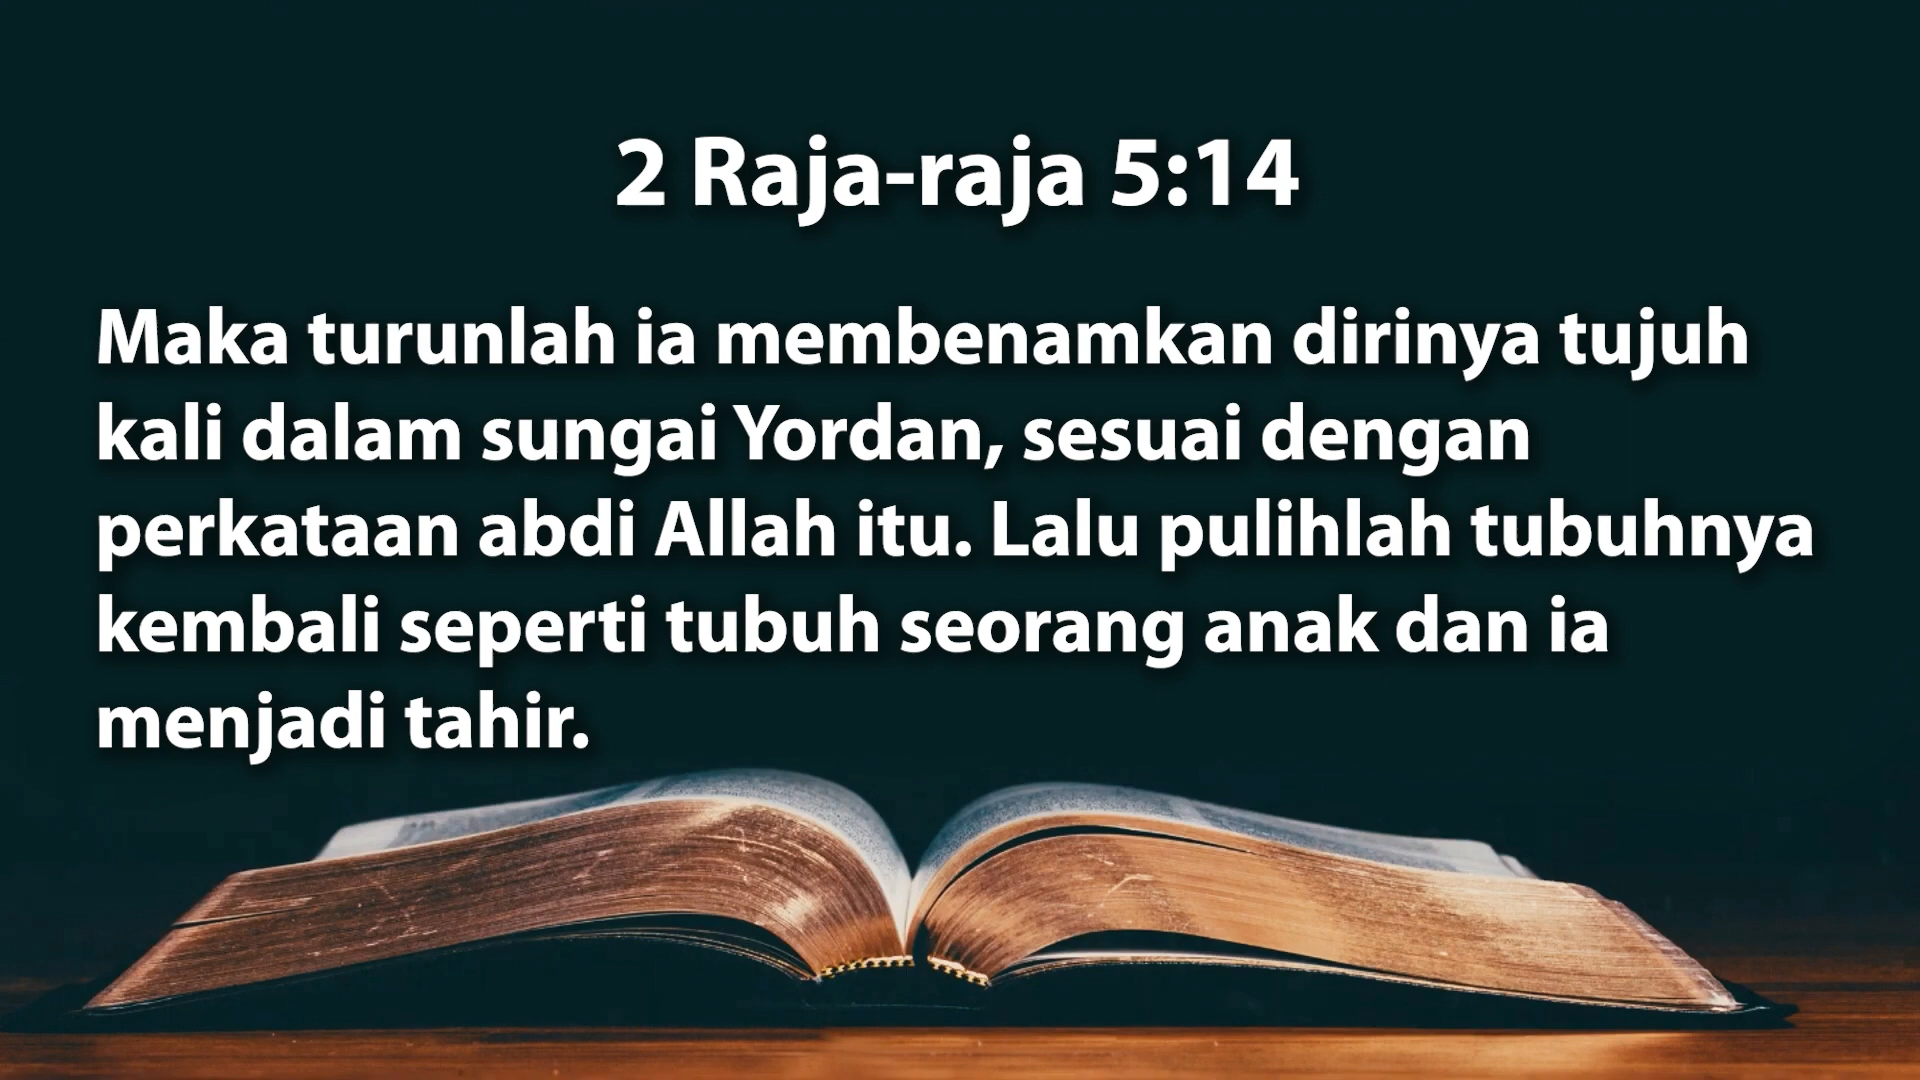 2 Raja-raja 5:14
Maka turunlah ia membenamkan dirinya tujuh
kali dalam sungai Yordan, sesuai dengan
perkataan abdi Allah itu. Lalu pulihlah tubuhnya
kembali seperti tubuh seorang anak dan ia
menjadi tahir.